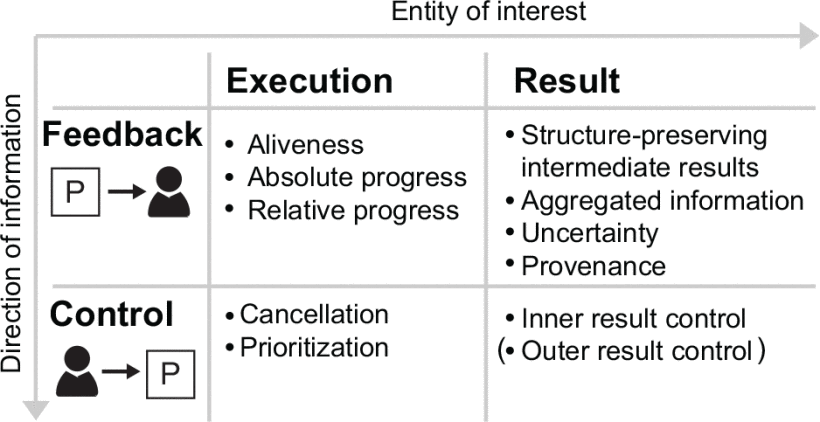 Entity of interest
Direction of information
Execution
Result
Feedback
P
• Aliveness
• Absolute progress
• Relative progress
• Structure-preserving
intermediate results
• Aggregated information
• Uncertainty
• Provenance
Control
P
• Cancellation
• Prioritization
• Inner result control
(• Outer result control)